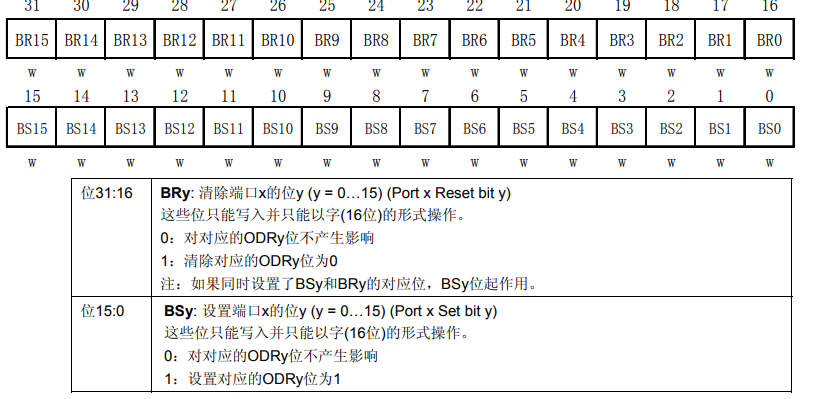 31 30 29 28 27 26 25 24 23 22 21 20 19 18 17 16
BR15 BR14 BR13 BR12 BR11 BR10 BR9 BR8 BR7 BR6 BR5 BR4 BR3 BR2 BR1 BR0
w w w w w w w w w w w w w w w w
15 14 13 12 11 10 9 8 7 6 5 4 3 2 1 0
BS15 BS14 BS13 BS12 BS11 BS10 BS9 BS8 BS7 BS6 BS5 BS4 BS3 BS2 BS1 BS0
w w w w w w w w w w w w w w w w
位31:16 BRy: 清除端口x的位y (y = 0…15) (Port x Reset bit y)
这些位只能写入并只能以字(16位)的形式操作。
0：对对应的ODRy位不产生影响
1：清除对应的ODRy位为0
注：如果同时设置了BSy和BRy的对应位，BSy位起作用。
位15:0 BSy: 设置端口x的位y (y = 0…15) (Port x Set bit y)
这些位只能写入并只能以字(16位)的形式操作。
0：对对应的ODRy位不产生影响
1：设置对应的ODRy位为1